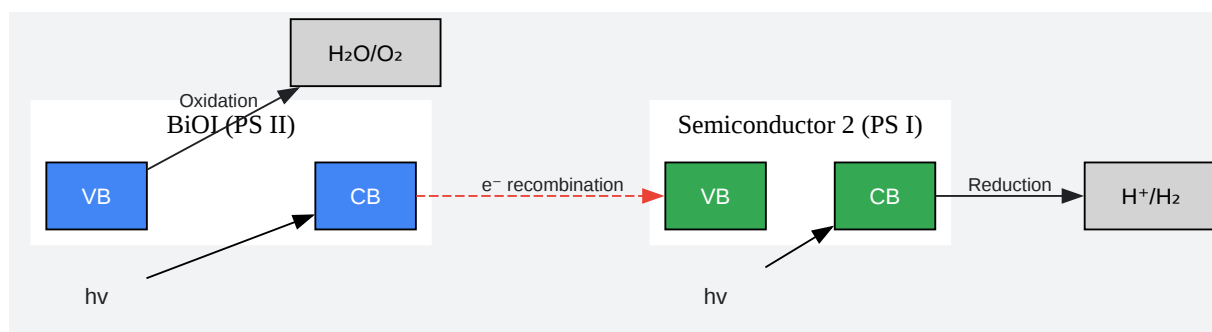 H₂O/O₂
Oxidation
BiOI (PS II)
Semiconductor 2 (PS I)
VB
CB
e⁻ recombination
VB
CB
Reduction
H⁺/H₂
hv
hv